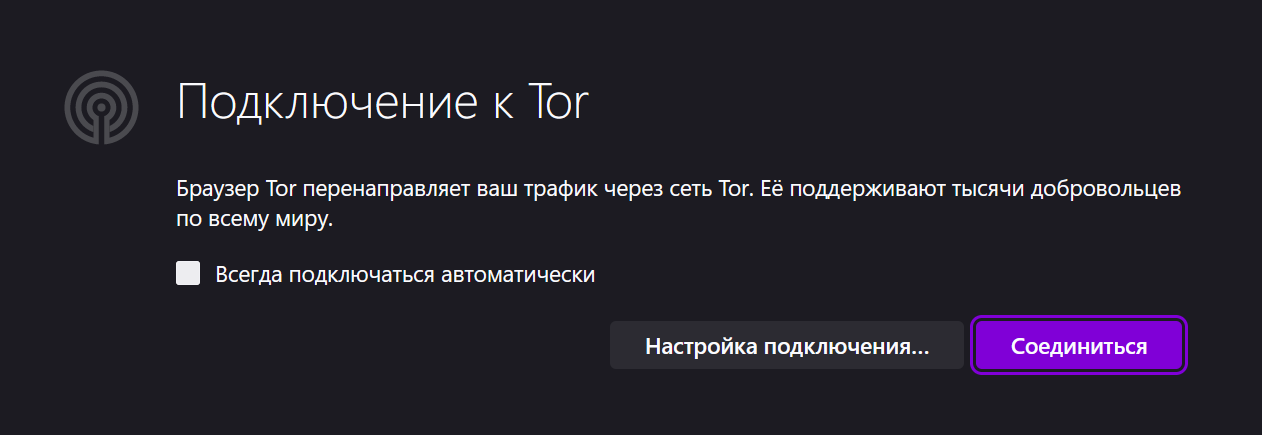 Подключение к Tor
Браузер Tor перенаправляет ваш трафик через сеть Tor. Её поддерживают тысячи добровольцев
по всему миру.
Всегда подключаться автоматически
Настройка подключения...
Соединиться